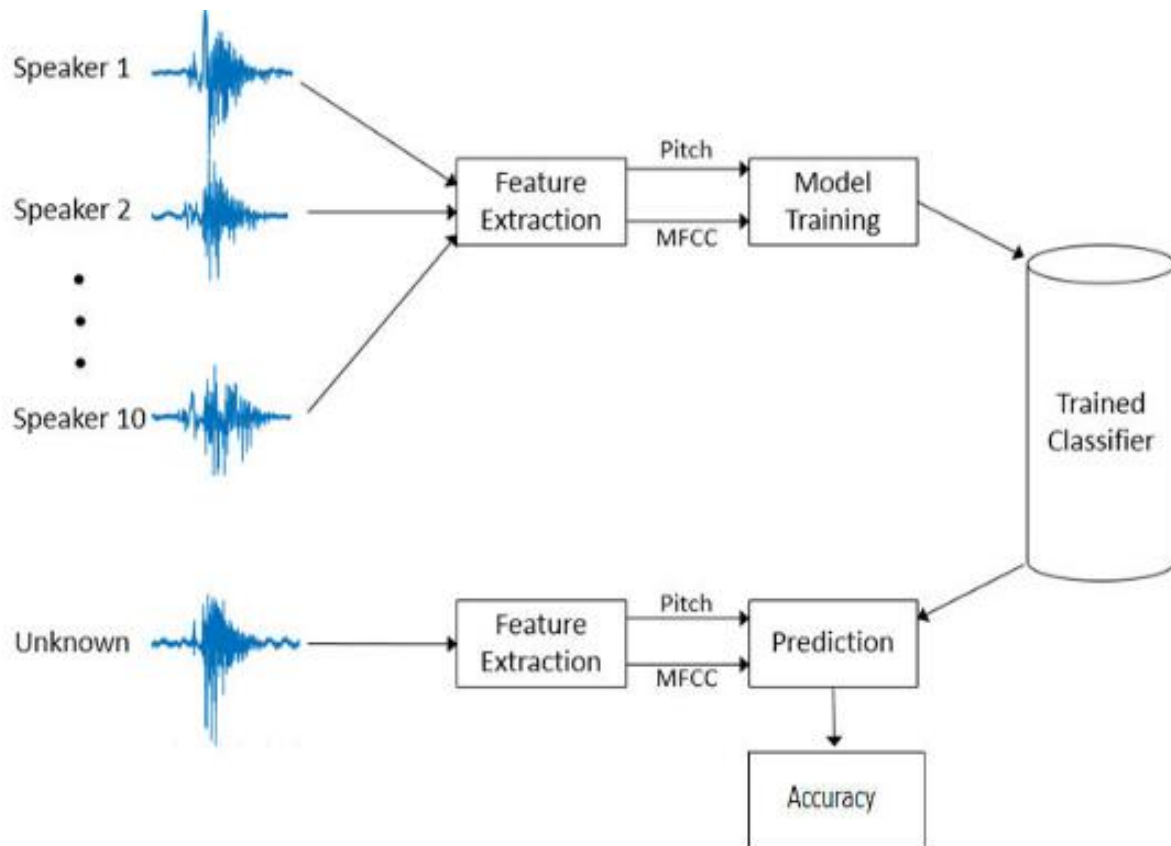 Speaker 1
Speaker 2
Speaker 10
Feature
Extraction
Pitch
MFCC
Model
Training
Trained
Classifier
Unknown
Feature
Extraction
Pitch
MFCC
Prediction
Accuracy